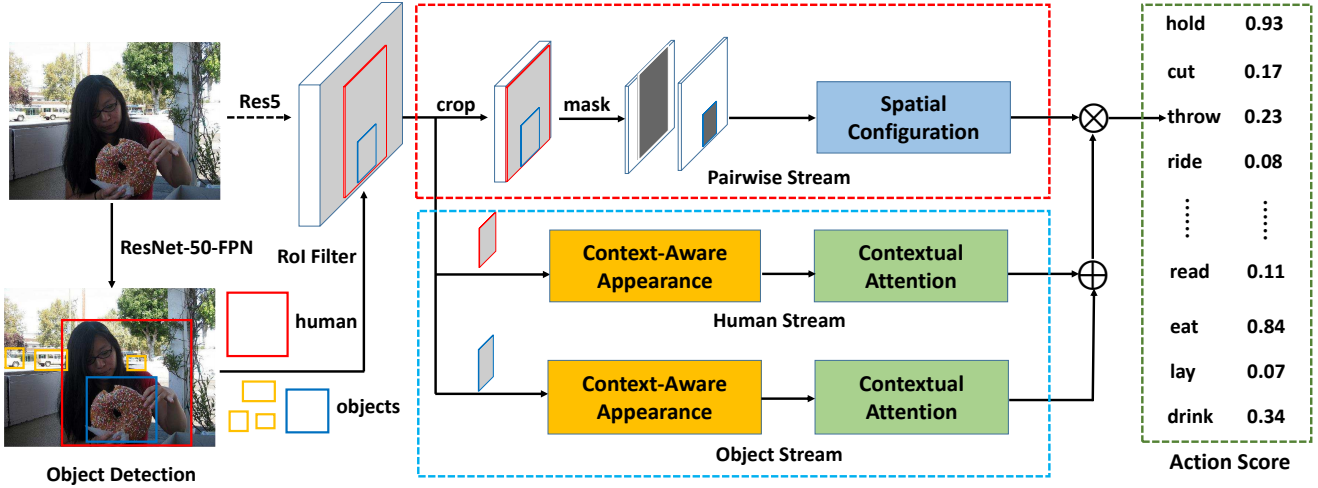 Res5
ResNet-50-FPN
RoI Filter
human
objects
Object Detection
crop
mask
Spatial
Configuration
Pairwise Stream
Context-Aware
Appearance
Contextual
Attention
Human Stream
Context-Aware
Appearance
Contextual
Attention
Object Stream
hold 0.93
cut 0.17
throw 0.23
ride 0.08
...... ......
read 0.11
eat 0.84
lay 0.07
drink 0.34
Action Score